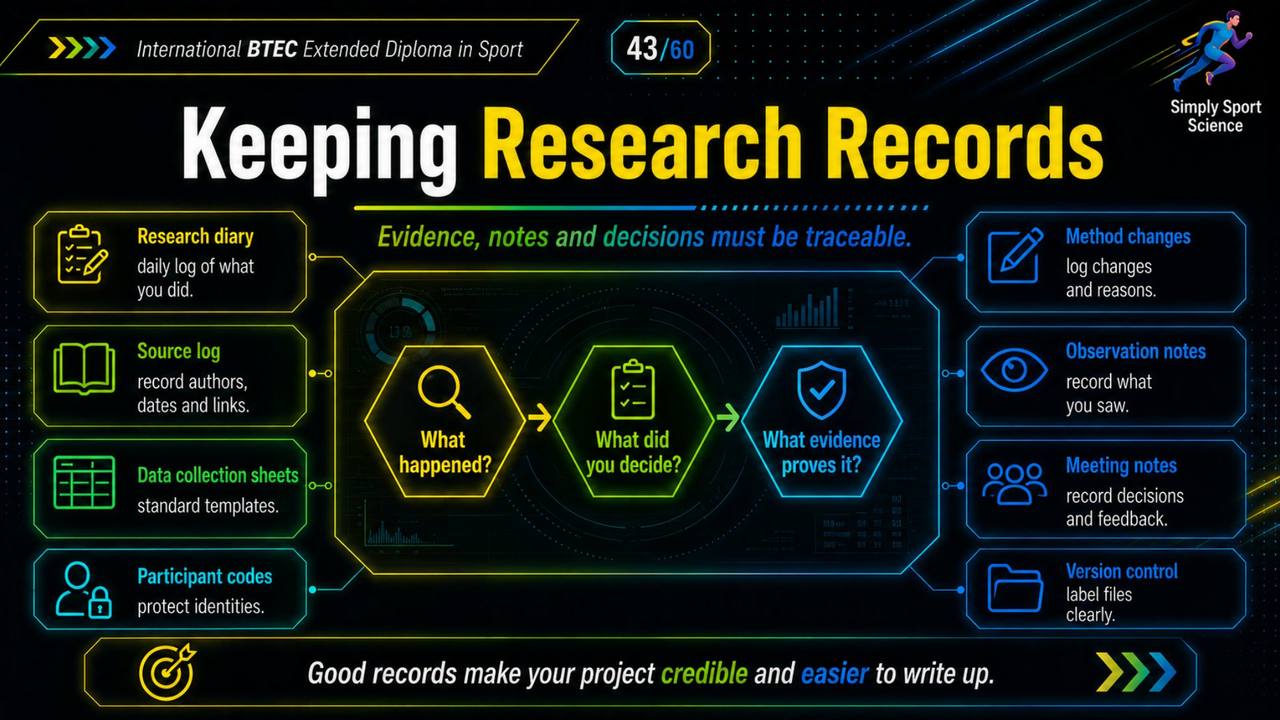 International BTEC Extended Diploma in Sport
43/60
Simply Sport
Science
Keeping Research Records
Evidence, notes and decisions must be traceable.
Research diary
daily log of what
you did.
Source log
record authors,
dates and links.
Data collection sheets
standard templates.
Participant codes
protect identities.
What
happened?
What did
you decide?
What evidence
proves it?
Method changes
log changes
and reasons.
Observation notes
record what
you saw.
Meeting notes
record decisions
and feedback.
Version control
label files
clearly.
Good records make your project credible and easier to write up.